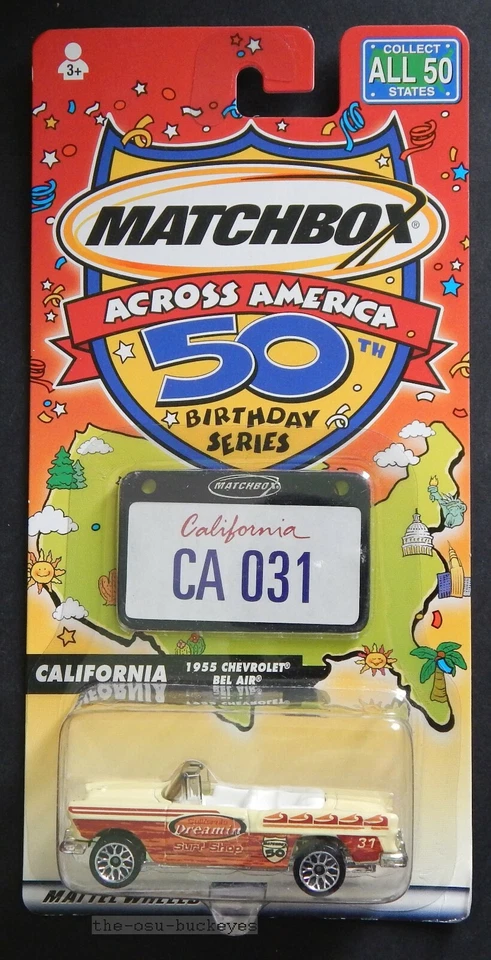 3+
COLLECT
ALL 50
STATES
MATCHBOX®
ACROSS AMERICA
50TH
BIRTHDAY
SERIES
MATCHBOX
California
CA 031
CALIFORNIA
1955 CHEVROLET®
BEL AIR®
Dreamin
Surf Shop
50
31
MATTEL WHEELS
the-osu-buckeyes